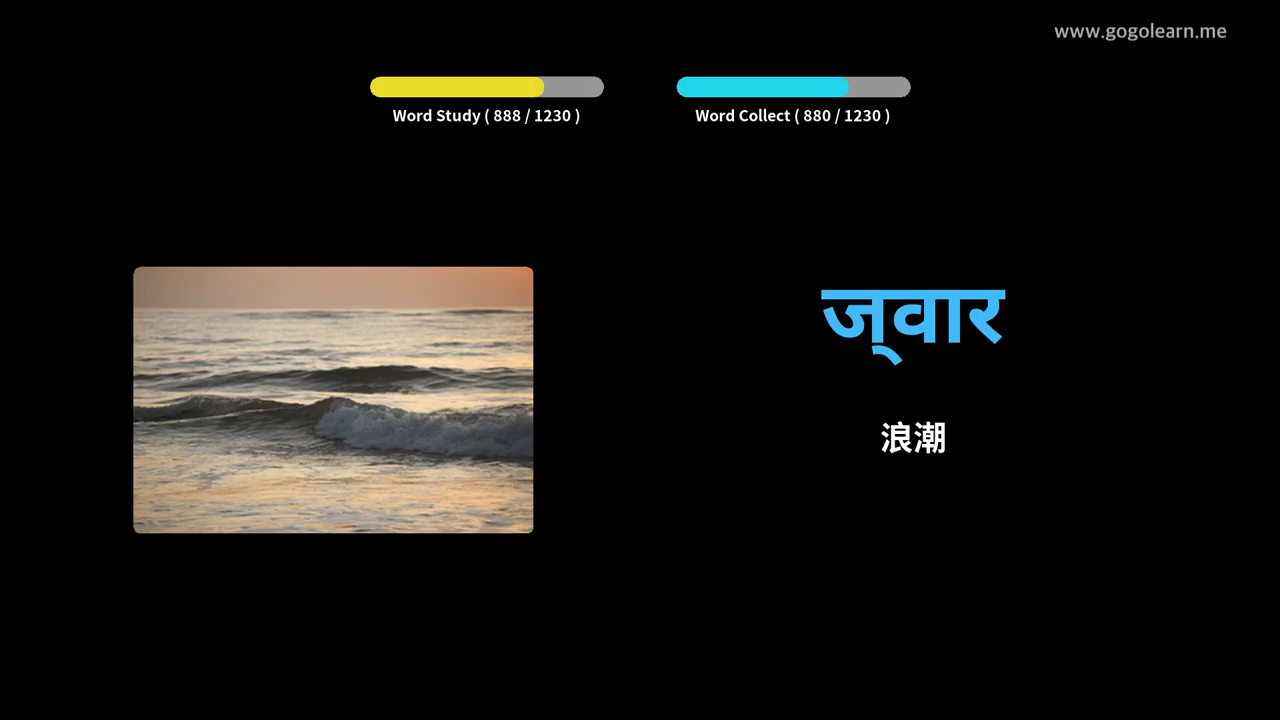 www.gogolearn.me
Word Study ( 888 / 1230 )
Word Collect ( 880 / 1230 )
ज्‌वार
浪潮